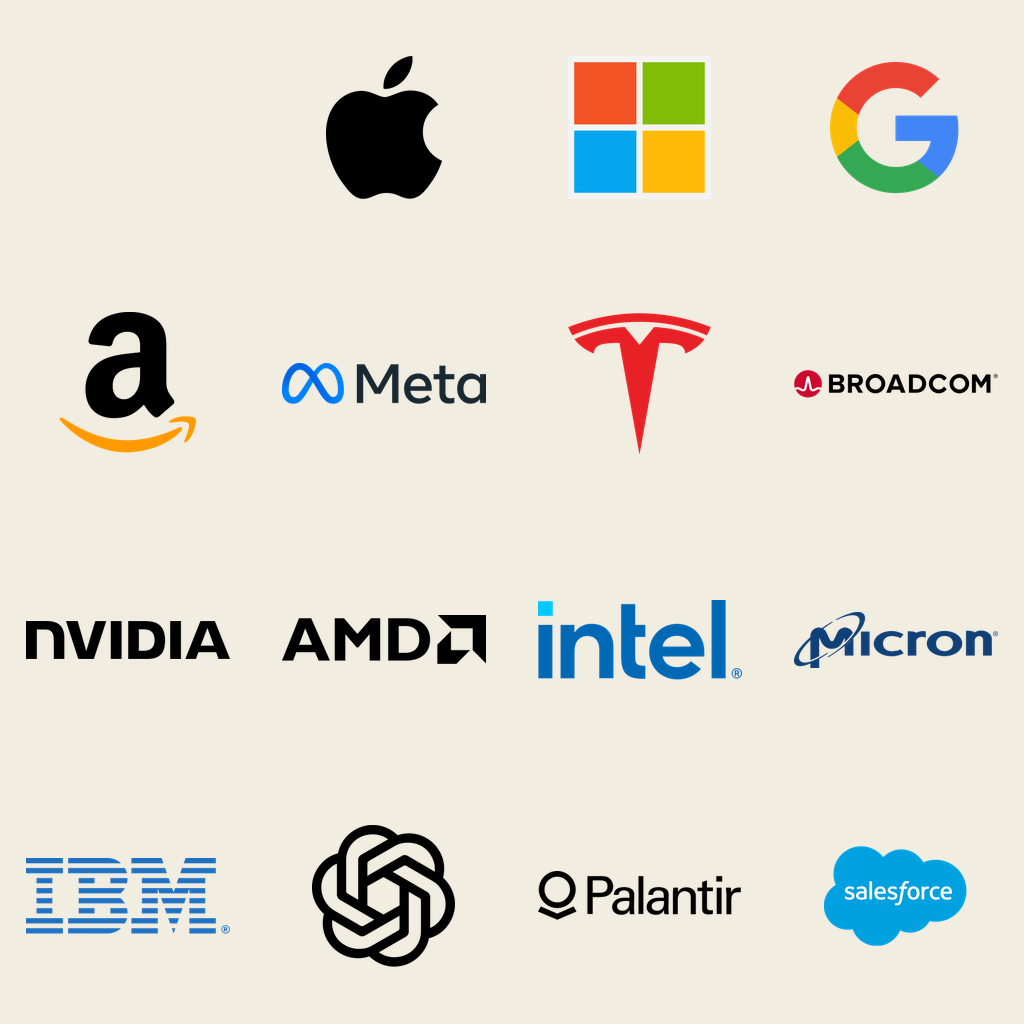 a
Meta
BROADCOM®
nVIDIA
AMD
intel®
Micron®
IBM®
Palantir
salesforce